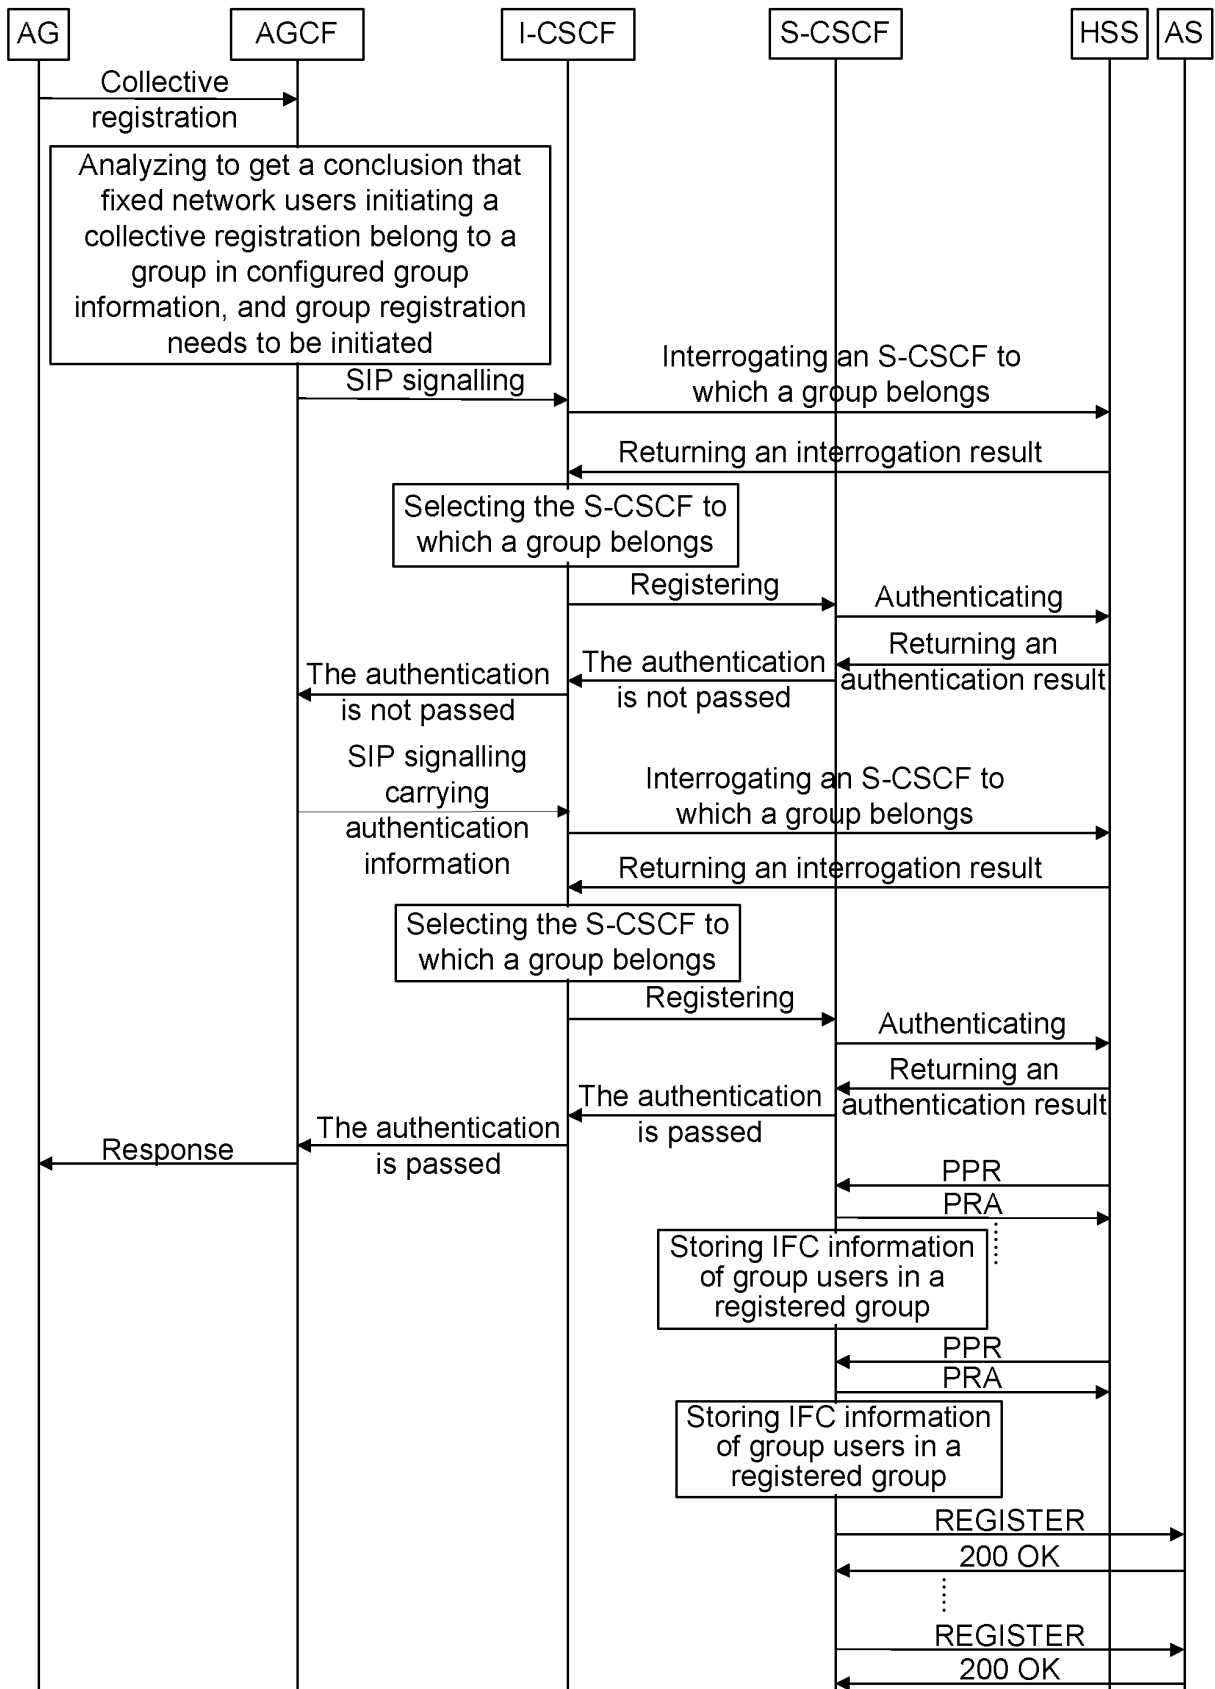 AG AGCF I-CSCF S-CSCF HSS AS
Collective
registration
Analyzing to get a conclusion that
fixed network users initiating a
collective registration belong to a
group in configured group
information, and group registration
needs to be initiated
SIP signalling
Interrogating an S-CSCF to
which a group belongs
Returning an interrogation result
Selecting the S-CSCF to
which a group belongs
Registering
Authenticating
Returning an
authentication result
The authentication
is not passed
The authentication
is not passed
SIP signalling
carrying
authentication
information
Interrogating an S-CSCF to
which a group belongs
Returning an interrogation result
Selecting the S-CSCF to
which a group belongs
Registering
Authenticating
Returning an
authentication result
The authentication
is passed
The authentication
is passed
Response
PPR
PRA
Storing IFC information
of group users in a
registered group
PPR
PRA
Storing IFC information
of group users in a
registered group
REGISTER
200 OK
REGISTER
200 OK